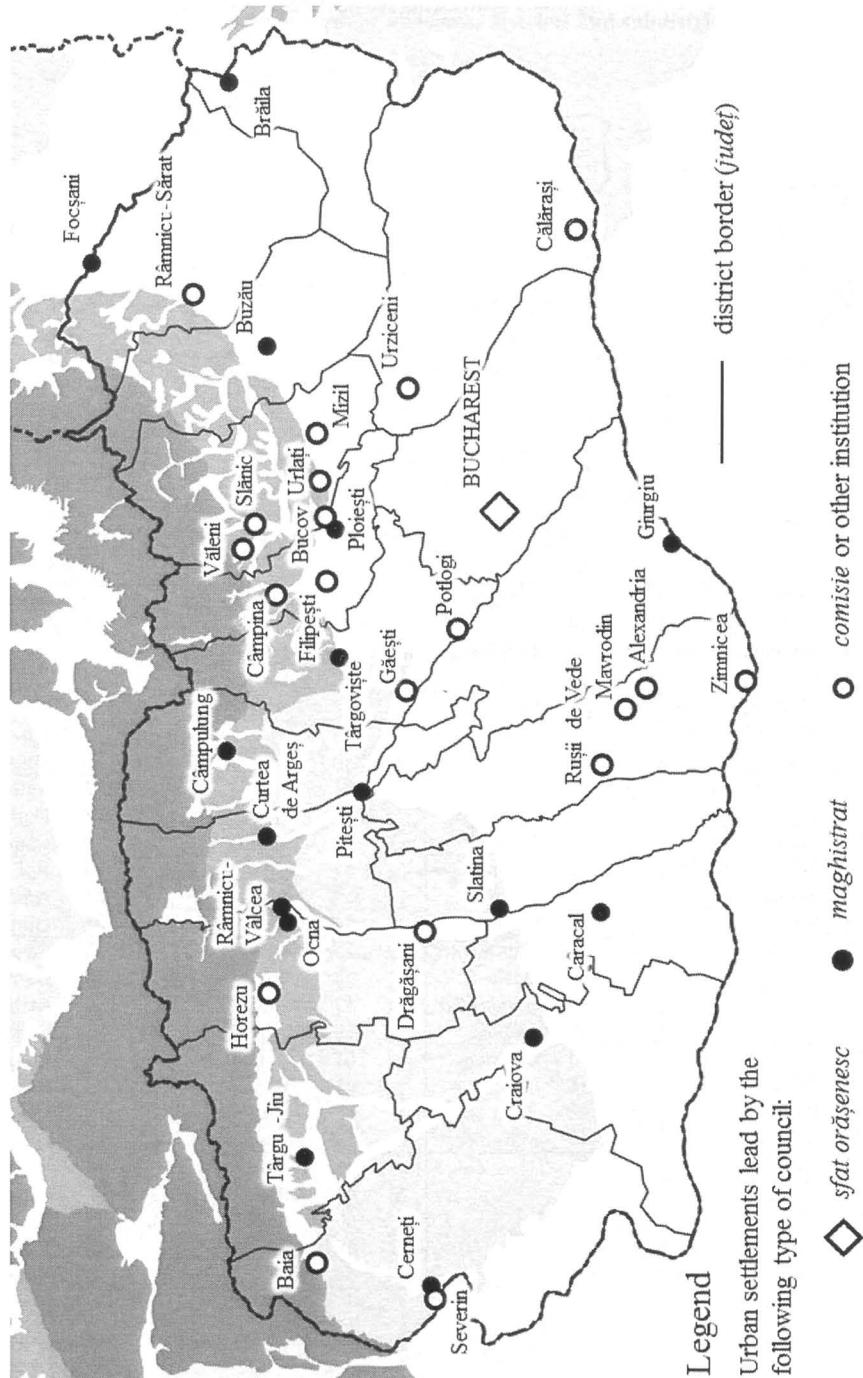 Focșani
Râmnicu-Sărat
Brăila
Buzău
Călărași
Urziceni
Mizil
Urlați
Slănic
Văleni
Bucov
Ploiești
Câmpina
Filipești
BUCHAREST
Giurgiu
Potlogi
Târgoviște
Găești
Câmpulung
Curtea
de Argeș
Pitești
Rușii de Vede
Mavrodin
Alexandria
Zimnicea
Râmnicu-
Vâlcea
Ocna
Slatina
Horezu
Drăgășani
Caracal
Craiova
Târgu-Jiu
Baia
Cerneți
Severin
Legend
district border (județ)
Urban settlements lead by the
following type of council:
sfat orășenesc
maghistrat
comisie or other institution